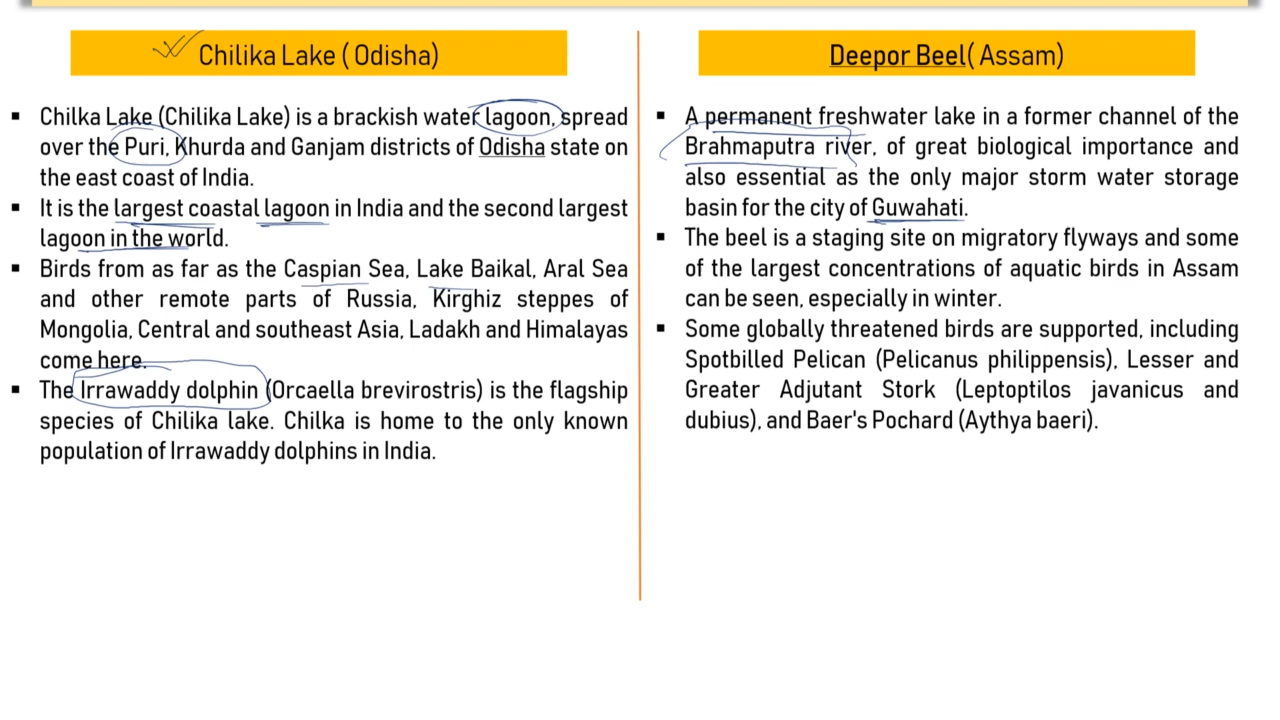 Chilika Lake ( Odisha)
▪ Chilka Lake (Chilika Lake) is a brackish water lagoon, spread
over the Puri, Khurda and Ganjam districts of Odisha state on
the east coast of India.
▪ It is the largest coastal lagoon in India and the second largest
lagoon in the world.
▪ Birds from as far as the Caspian Sea, Lake Baikal, Aral Sea
and other remote parts of Russia, Kirghiz steppes of
Mongolia, Central and southeast Asia, Ladakh and Himalayas
come here.
▪ The Irrawaddy dolphin (Orcaella brevirostris) is the flagship
species of Chilika lake. Chilka is home to the only known
population of Irrawaddy dolphins in India.
Deepor Beel( Assam)
▪ A permanent freshwater lake in a former channel of the
Brahmaputra river, of great biological importance and
also essential as the only major storm water storage
basin for the city of Guwahati.
▪ The beel is a staging site on migratory flyways and some
of the largest concentrations of aquatic birds in Assam
can be seen, especially in winter.
▪ Some globally threatened birds are supported, including
Spotbilled Pelican (Pelicanus philippensis), Lesser and
Greater Adjutant Stork (Leptoptilos javanicus and
dubius), and Baer's Pochard (Aythya baeri).